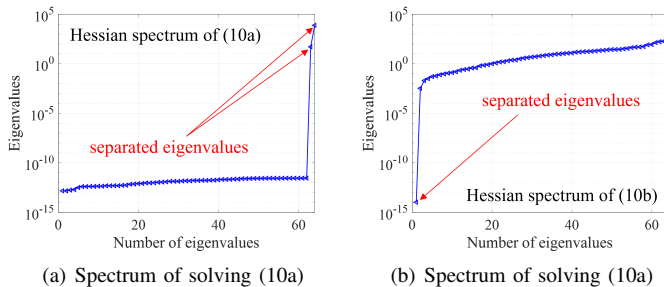 10^5
10^0
10^-5
10^-10
10^-15
Eigenvalues
Hessian spectrum of (10a)
separated eigenvalues
0 20 40 60
Number of eigenvalues
(a) Spectrum of solving (10a)
10^5
10^0
10^-5
10^-10
10^-15
Eigenvalues
separated eigenvalues
Hessian spectrum of (10b)
0 20 40 60
Number of eigenvalues
(b) Spectrum of solving (10a)